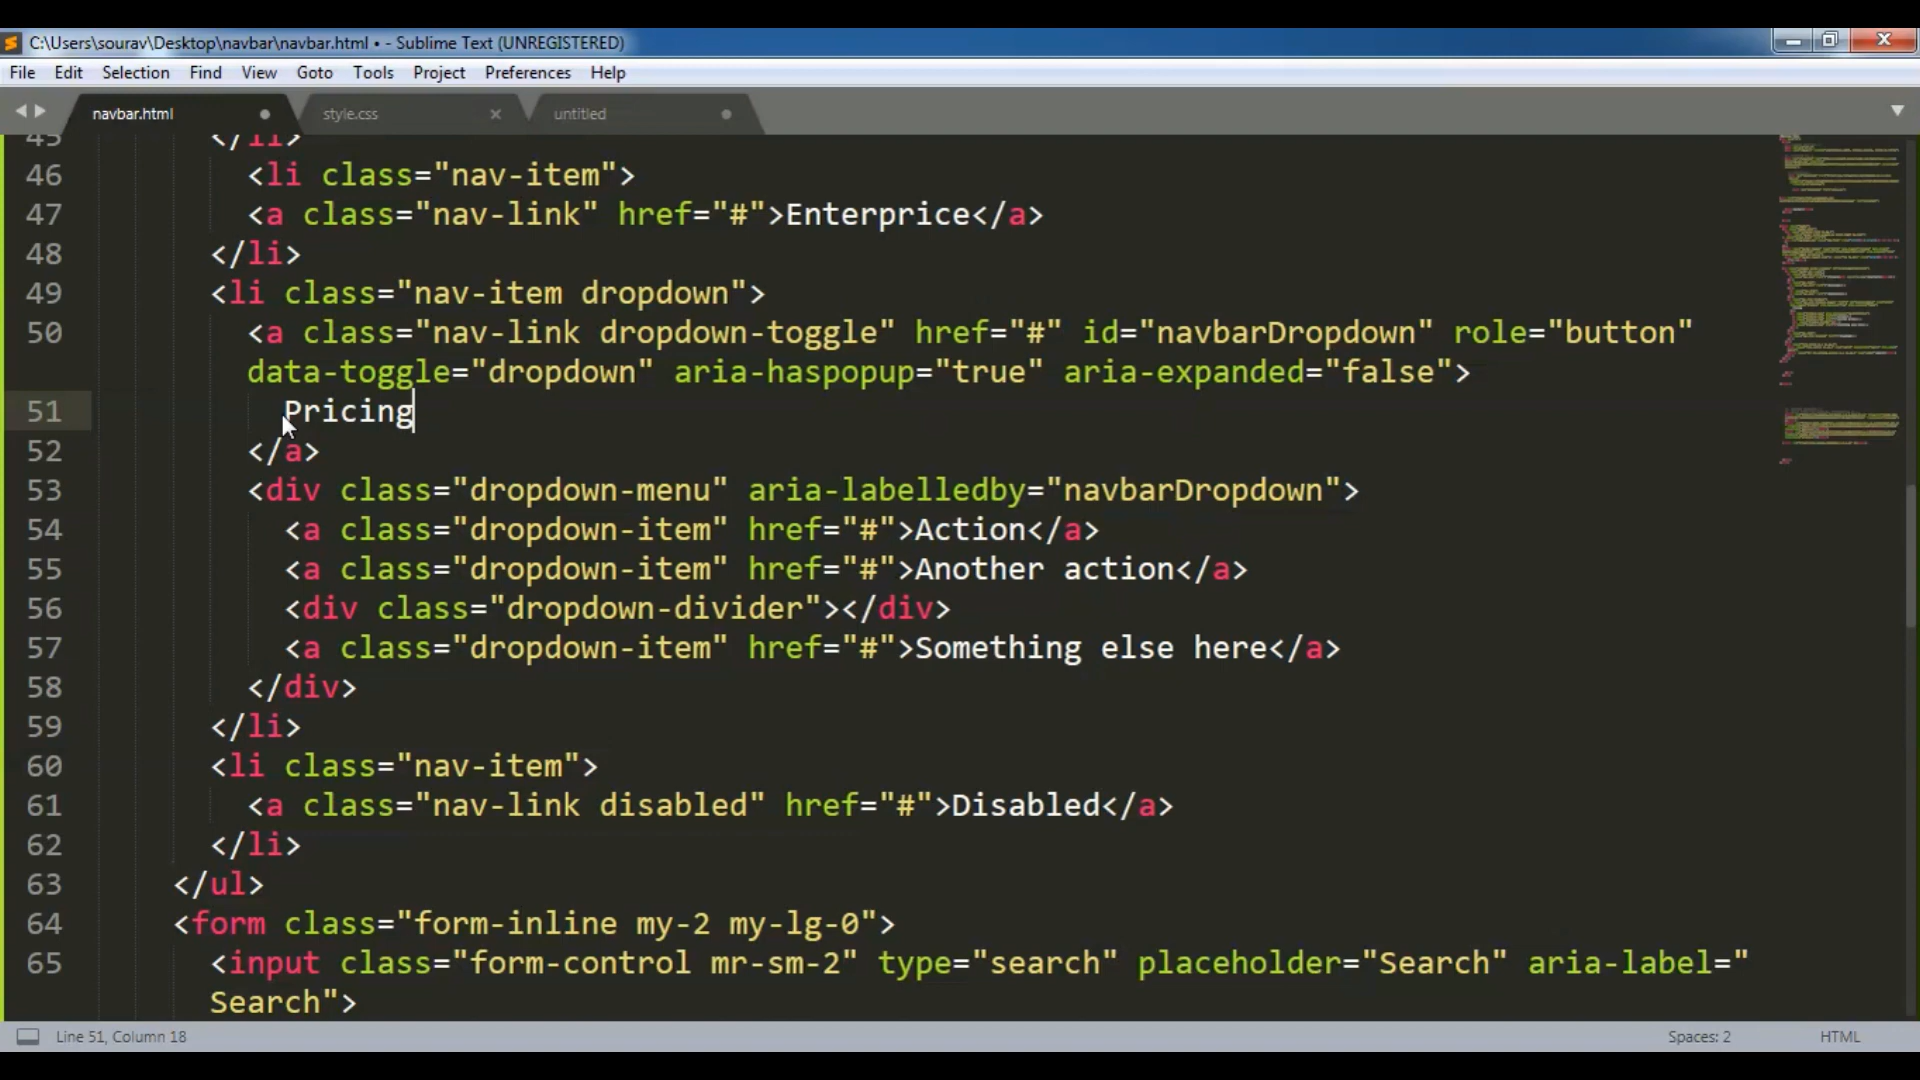 C:\Users\sourav\Desktop\navbar\navbar.html • - Sublime Text (UNREGISTERED)
File Edit Selection Find View Goto Tools Project Preferences Help
navbar.html style.css untitled
45 </li>
46 <li class="nav-item">
47 <a class="nav-link" href="#">Enterprice</a>
48 </li>
49 <li class="nav-item dropdown">
50 <a class="nav-link dropdown-toggle" href="#" id="navbarDropdown" role="button"
data-toggle="dropdown" aria-haspopup="true" aria-expanded="false">
51 Pricing
52 </a>
53 <div class="dropdown-menu" aria-labelledby="navbarDropdown">
54 <a class="dropdown-item" href="#">Action</a>
55 <a class="dropdown-item" href="#">Another action</a>
56 <div class="dropdown-divider"></div>
57 <a class="dropdown-item" href="#">Something else here</a>
58 </div>
59 </li>
60 <li class="nav-item">
61 <a class="nav-link disabled" href="#">Disabled</a>
62 </li>
63 </ul>
64 <form class="form-inline my-2 my-lg-0">
65 <input class="form-control mr-sm-2" type="search" placeholder="Search" aria-label="
Search">
Line 51, Column 18 Spaces: 2 HTML